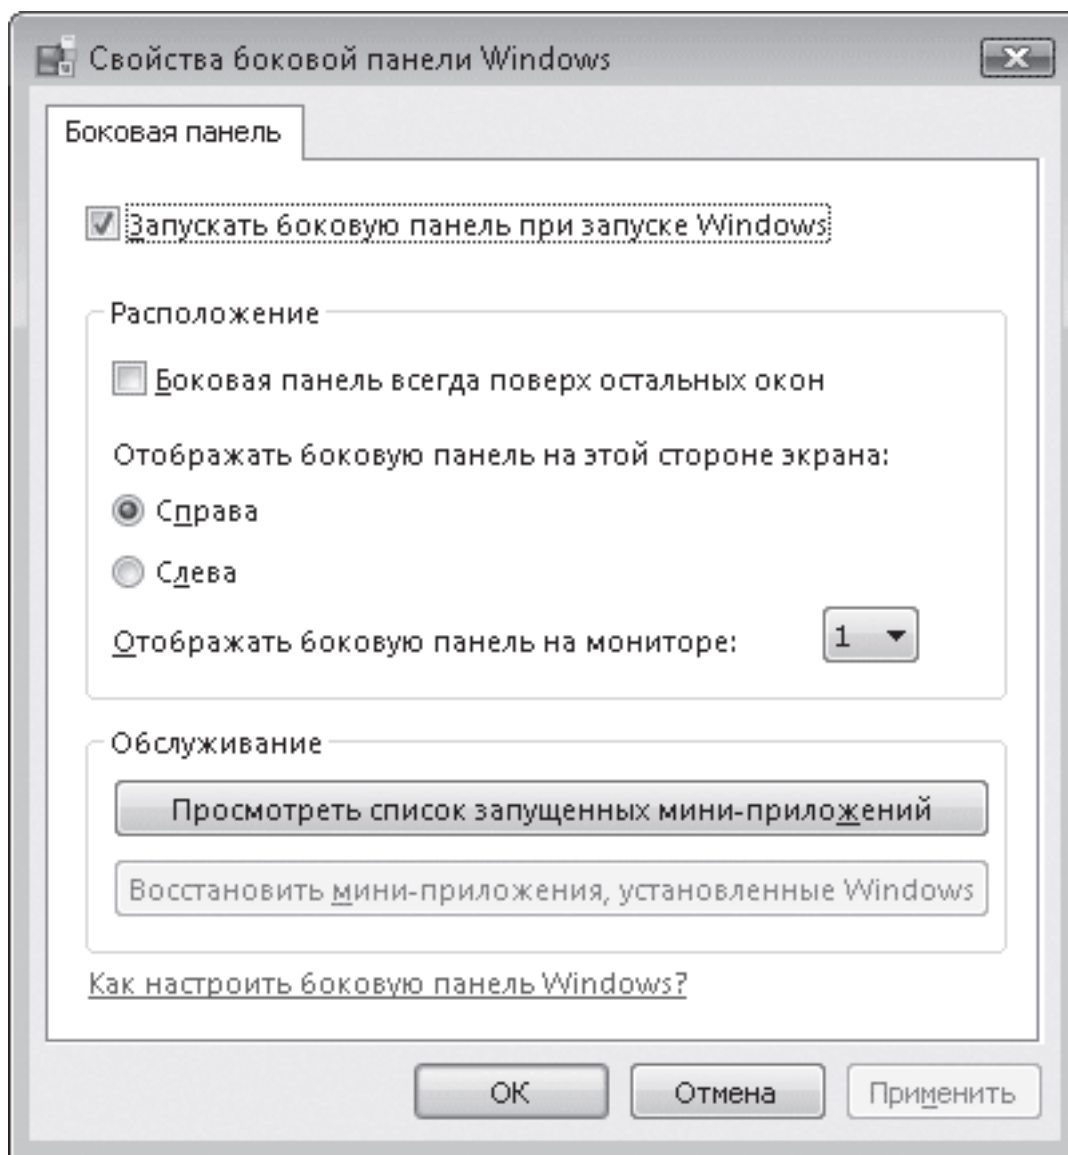 Свойства боковой панели Windows
Боковая панель
Запускать боковую панель при запуске Windows
Расположение
Боковая панель всегда поверх остальных окон
Отображать боковую панель на этой стороне экрана:
Справа
Слева
Отображать боковую панель на мониторе: 1
Обслуживание
Просмотреть список запущенных мини-приложений
Восстановить мини-приложения, установленные Windows
Как настроить боковую панель Windows?
ОК Отмена Применить